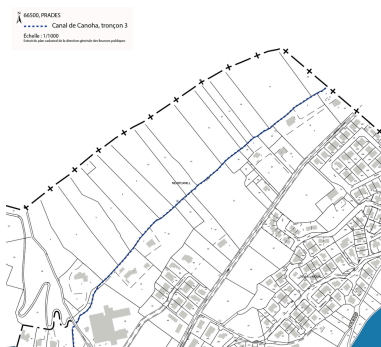 N
66500, PRADES
Canal de Canoha, tronçon 3
Échelle : 1/1000
Extrait du plan cadastral de la direction générale des finances publiques